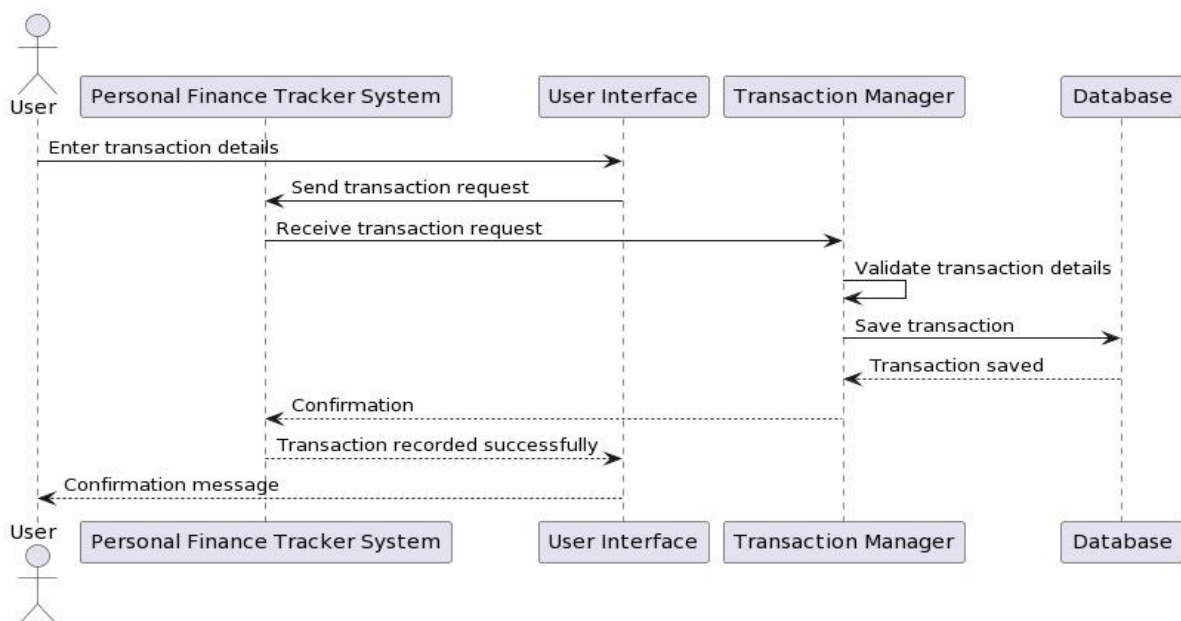 User
Personal Finance Tracker System
User Interface
Transaction Manager
Database
Enter transaction details
Send transaction request
Receive transaction request
Validate transaction details
Save transaction
Transaction saved
Confirmation
Transaction recorded successfully
Confirmation message
User
Personal Finance Tracker System
User Interface
Transaction Manager
Database